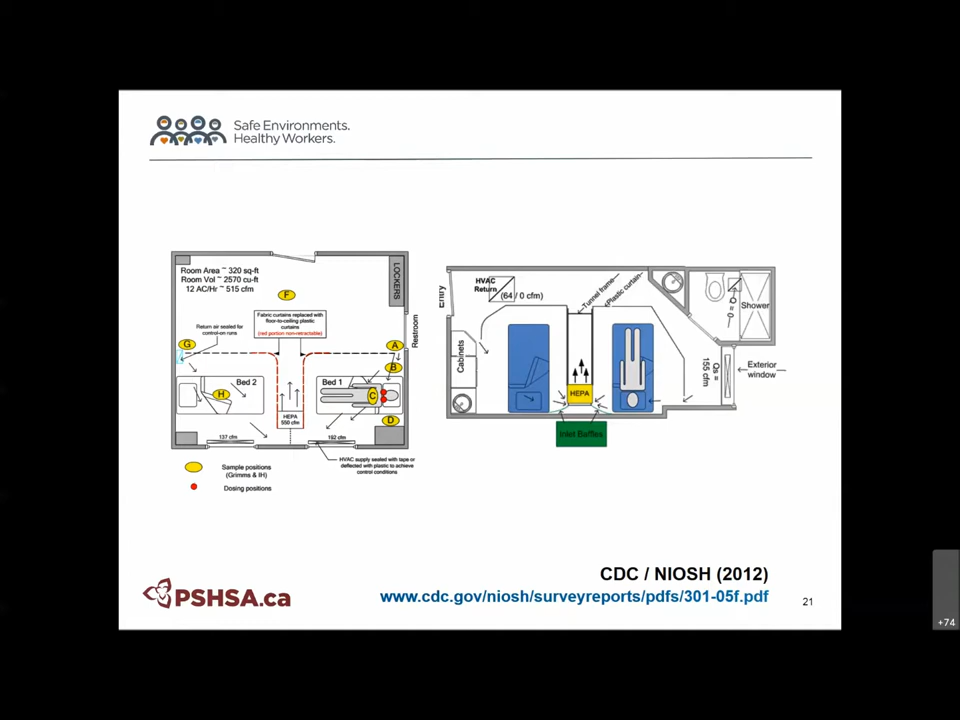 Safe Environments.
Healthy Workers.
Room Area ~ 320 sq-ft
Room Vol ~ 2570 cu-ft
12 AC/Hr ~ 515 cfm
LOCKERS
F
Fabric curtains replaced with
floor-to-ceiling plastic
curtains
(red portion non-retractable)
Return air sealed for
control-on runs
Restroom
G
A
B
Bed 2
Bed 1
H
C
HEPA
550 cfm
D
137 cfm
192 cfm
HVAC supply sealed with tape or
deflected with plastic to achieve
control conditions
Sample positions
(Grimms & IH)
Dosing positions
Entry
HVAC
Return
(64 / 0 cfm)
Tunnel frame
Plastic curtain
Q = 0
Shower
Cabinets
Qs =
155 cfm
Exterior
window
HEPA
Inlet Baffles
CDC / NIOSH (2012)
PSHSA.ca
www.cdc.gov/niosh/surveyreports/pdfs/301-05f.pdf
21
+74